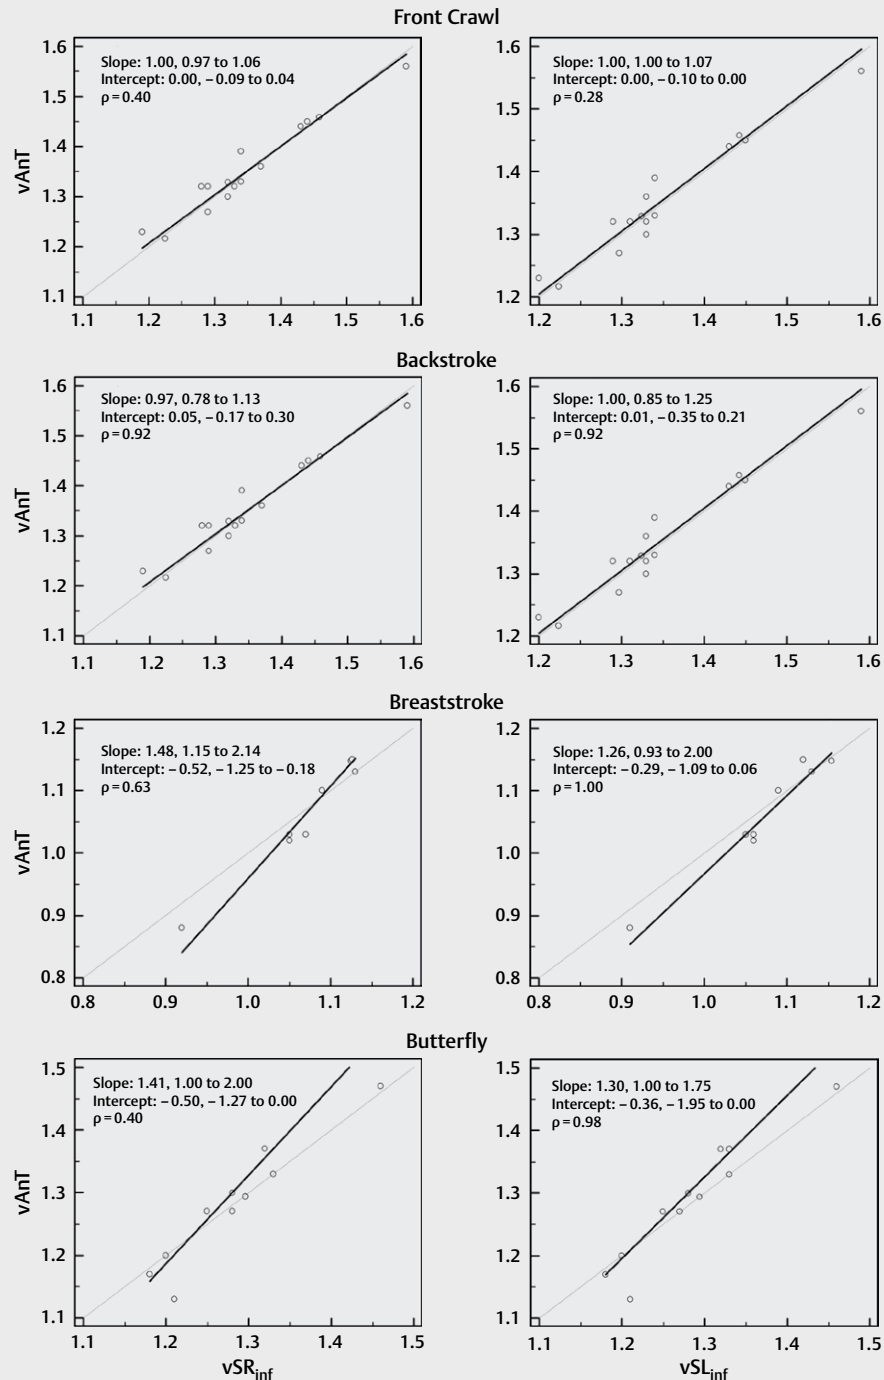 Front Crawl
Slope: 1.00, 0.97 to 1.06
Intercept: 0.00, – 0.09 to 0.04
ρ = 0.40
vAnT
1.6
1.5
1.4
1.3
1.2
1.1
1.1 1.2 1.3 1.4 1.5 1.6
Slope: 1.00, 1.00 to 1.07
Intercept: 0.00, – 0.10 to 0.00
ρ = 0.28
1.6
1.5
1.4
1.3
1.2
1.2 1.3 1.4 1.5 1.6
Backstroke
Slope: 0.97, 0.78 to 1.13
Intercept: 0.05, – 0.17 to 0.30
ρ = 0.92
vAnT
1.6
1.5
1.4
1.3
1.2
1.1
1.1 1.2 1.3 1.4 1.5 1.6
Slope: 1.00, 0.85 to 1.25
Intercept: 0.01, – 0.35 to 0.21
ρ = 0.92
1.6
1.5
1.4
1.3
1.2
1.2 1.3 1.4 1.5 1.6
Breaststroke
Slope: 1.48, 1.15 to 2.14
Intercept: – 0.52, – 1.25 to – 0.18
ρ = 0.63
vAnT
1.2
1.1
1.0
0.9
0.8
0.8 0.9 1.0 1.1 1.2
Slope: 1.26, 0.93 to 2.00
Intercept: – 0.29, – 1.09 to 0.06
ρ = 1.00
1.2
1.1
1.0
0.9
0.8
0.8 0.9 1.0 1.1 1.2
Butterfly
Slope: 1.41, 1.00 to 2.00
Intercept: – 0.50, – 1.27 to 0.00
ρ = 0.40
vAnT
1.5
1.4
1.3
1.2
1.1
1.1 1.2 1.3 1.4 1.5
vSRinf
Slope: 1.30, 1.00 to 1.75
Intercept: – 0.36, – 1.95 to 0.00
ρ = 0.98
1.5
1.4
1.3
1.2
1.1
1.1 1.2 1.3 1.4 1.5
vSLinf